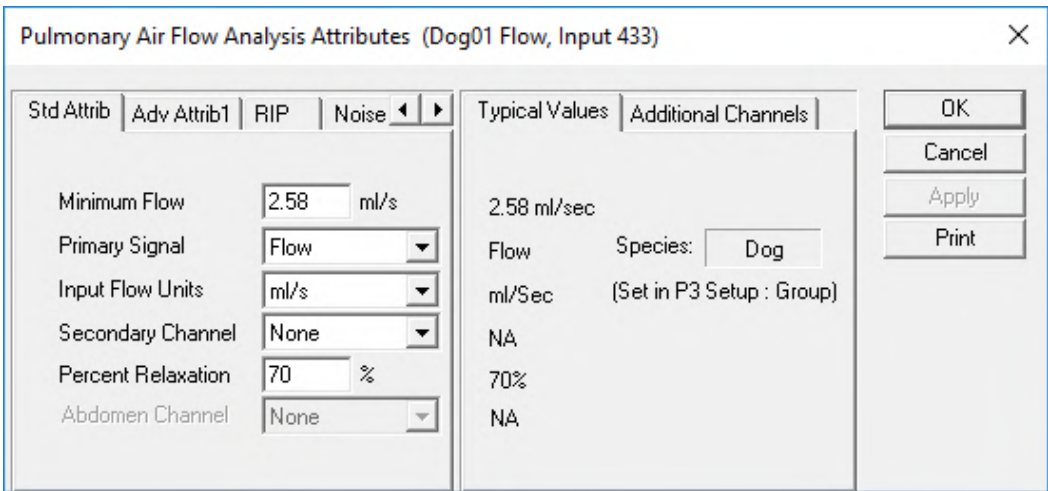 Pulmonary Air Flow Analysis Attributes (Dog01 Flow, Input 433)
Std Attrib Adv Attrib1 RIP Noise
Minimum Flow 2.58 ml/s
Primary Signal Flow
Input Flow Units ml/s
Secondary Channel None
Percent Relaxation 70 %
Abdomen Channel None
Typical Values Additional Channels
2.58 ml/sec
Flow Species: Dog
ml/Sec (Set in P3 Setup : Group)
NA
70%
NA
OK
Cancel
Apply
Print